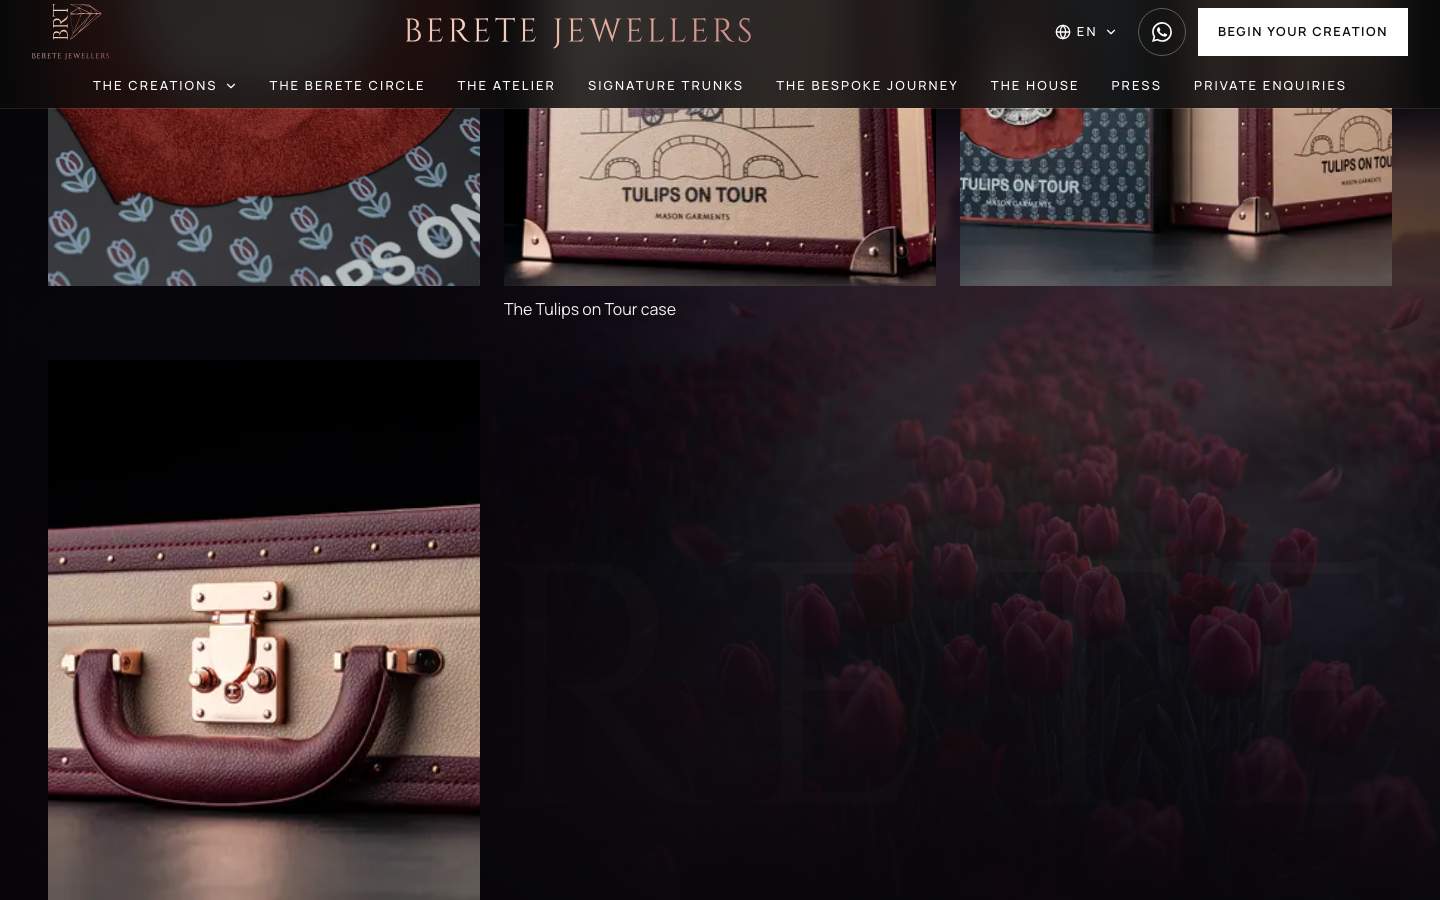 BRT
BERETE JEWELLERS
BERETE JEWELLERS
EN
BEGIN YOUR CREATION
THE CREATIONS
THE BERETE CIRCLE
THE ATELIER
SIGNATURE TRUNKS
THE BESPOKE JOURNEY
THE HOUSE
PRESS
PRIVATE ENQUIRIES
IPS ON
TULIPS ON TOUR
MASON GARMENTS
TULIPS ON TOUR
MASON GARMENTS
TULIPS ON TOU
MASON GARMENTS
The Tulips on Tour case